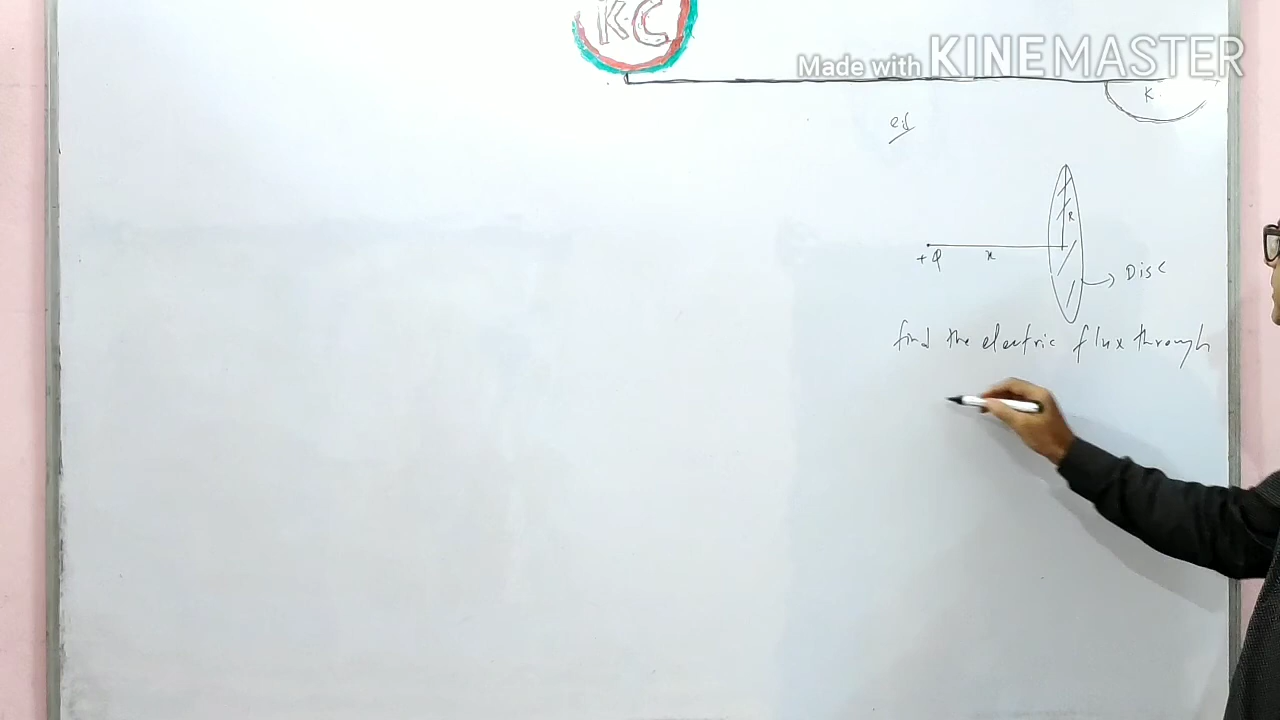 KC
Made with KINEMASTER
K.
e.g
R
+Q x
Disc
find the electric flux through